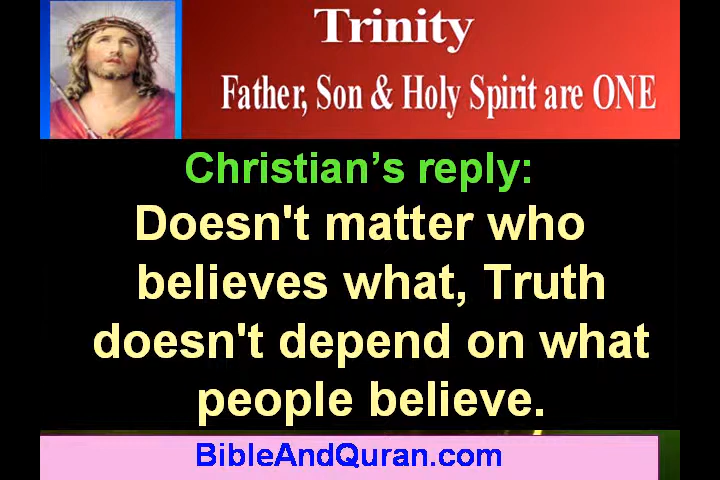 Trinity
Father, Son & Holy Spirit are ONE
Christian’s reply:
Doesn't matter who
believes what, Truth
doesn't depend on what
people believe.
BibleAndQuran.com